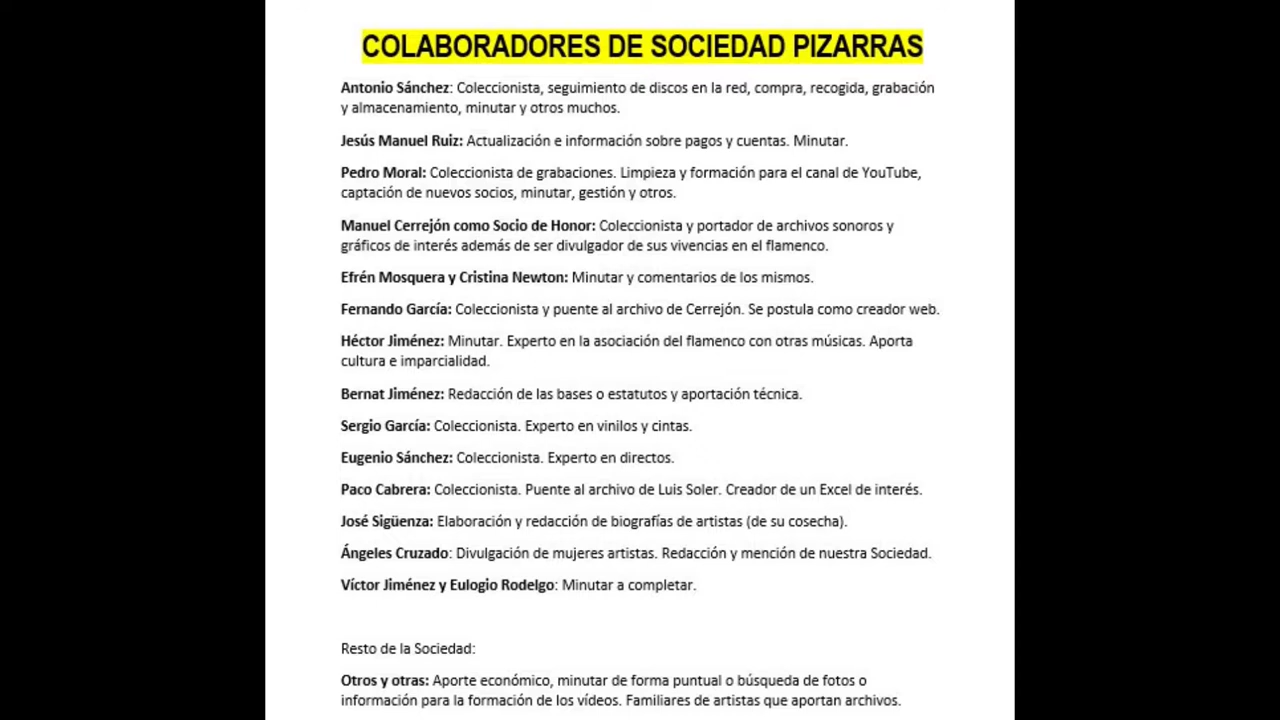 COLABORADORES DE SOCIEDAD PIZARRAS
Antonio Sánchez: Coleccionista, seguimiento de discos en la red, compra, recogida, grabación
y almacenamiento, minutar y otros muchos.
Jesús Manuel Ruiz: Actualización e información sobre pagos y cuentas. Minutar.
Pedro Moral: Coleccionista de grabaciones. Limpieza y formación para el canal de YouTube,
captación de nuevos socios, minutar, gestión y otros.
Manuel Cerrejón como Socio de Honor: Coleccionista y portador de archivos sonoros y
gráficos de interés además de ser divulgador de sus vivencias en el flamenco.
Efrén Mosquera y Cristina Newton: Minutar y comentarios de los mismos.
Fernando García: Coleccionista y puente al archivo de Cerrejón. Se postula como creador web.
Héctor Jiménez: Minutar. Experto en la asociación del flamenco con otras músicas. Aporta
cultura e imparcialidad.
Bernat Jiménez: Redacción de las bases o estatutos y aportación técnica.
Sergio García: Coleccionista. Experto en vinilos y cintas.
Eugenio Sánchez: Coleccionista. Experto en directos.
Paco Cabrera: Coleccionista. Puente al archivo de Luis Soler. Creador de un Excel de interés.
José Sigüenza: Elaboración y redacción de biografías de artistas (de su cosecha).
Ángeles Cruzado: Divulgación de mujeres artistas. Redacción y mención de nuestra Sociedad.
Víctor Jiménez y Eulogio Rodelgo: Minutar a completar.
Resto de la Sociedad:
Otros y otras: Aporte económico, minutar de forma puntual o búsqueda de fotos o
información para la formación de los vídeos. Familiares de artistas que aportan archivos.